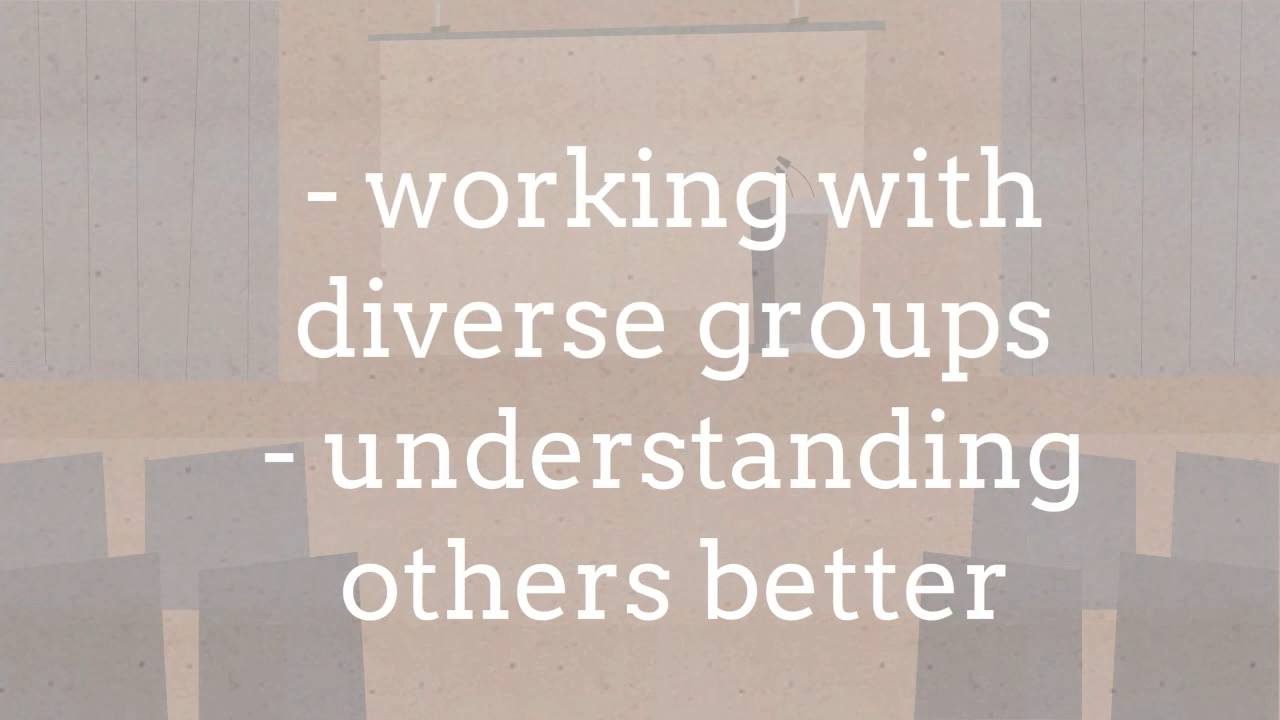 - working with
diverse groups
- understanding
others better